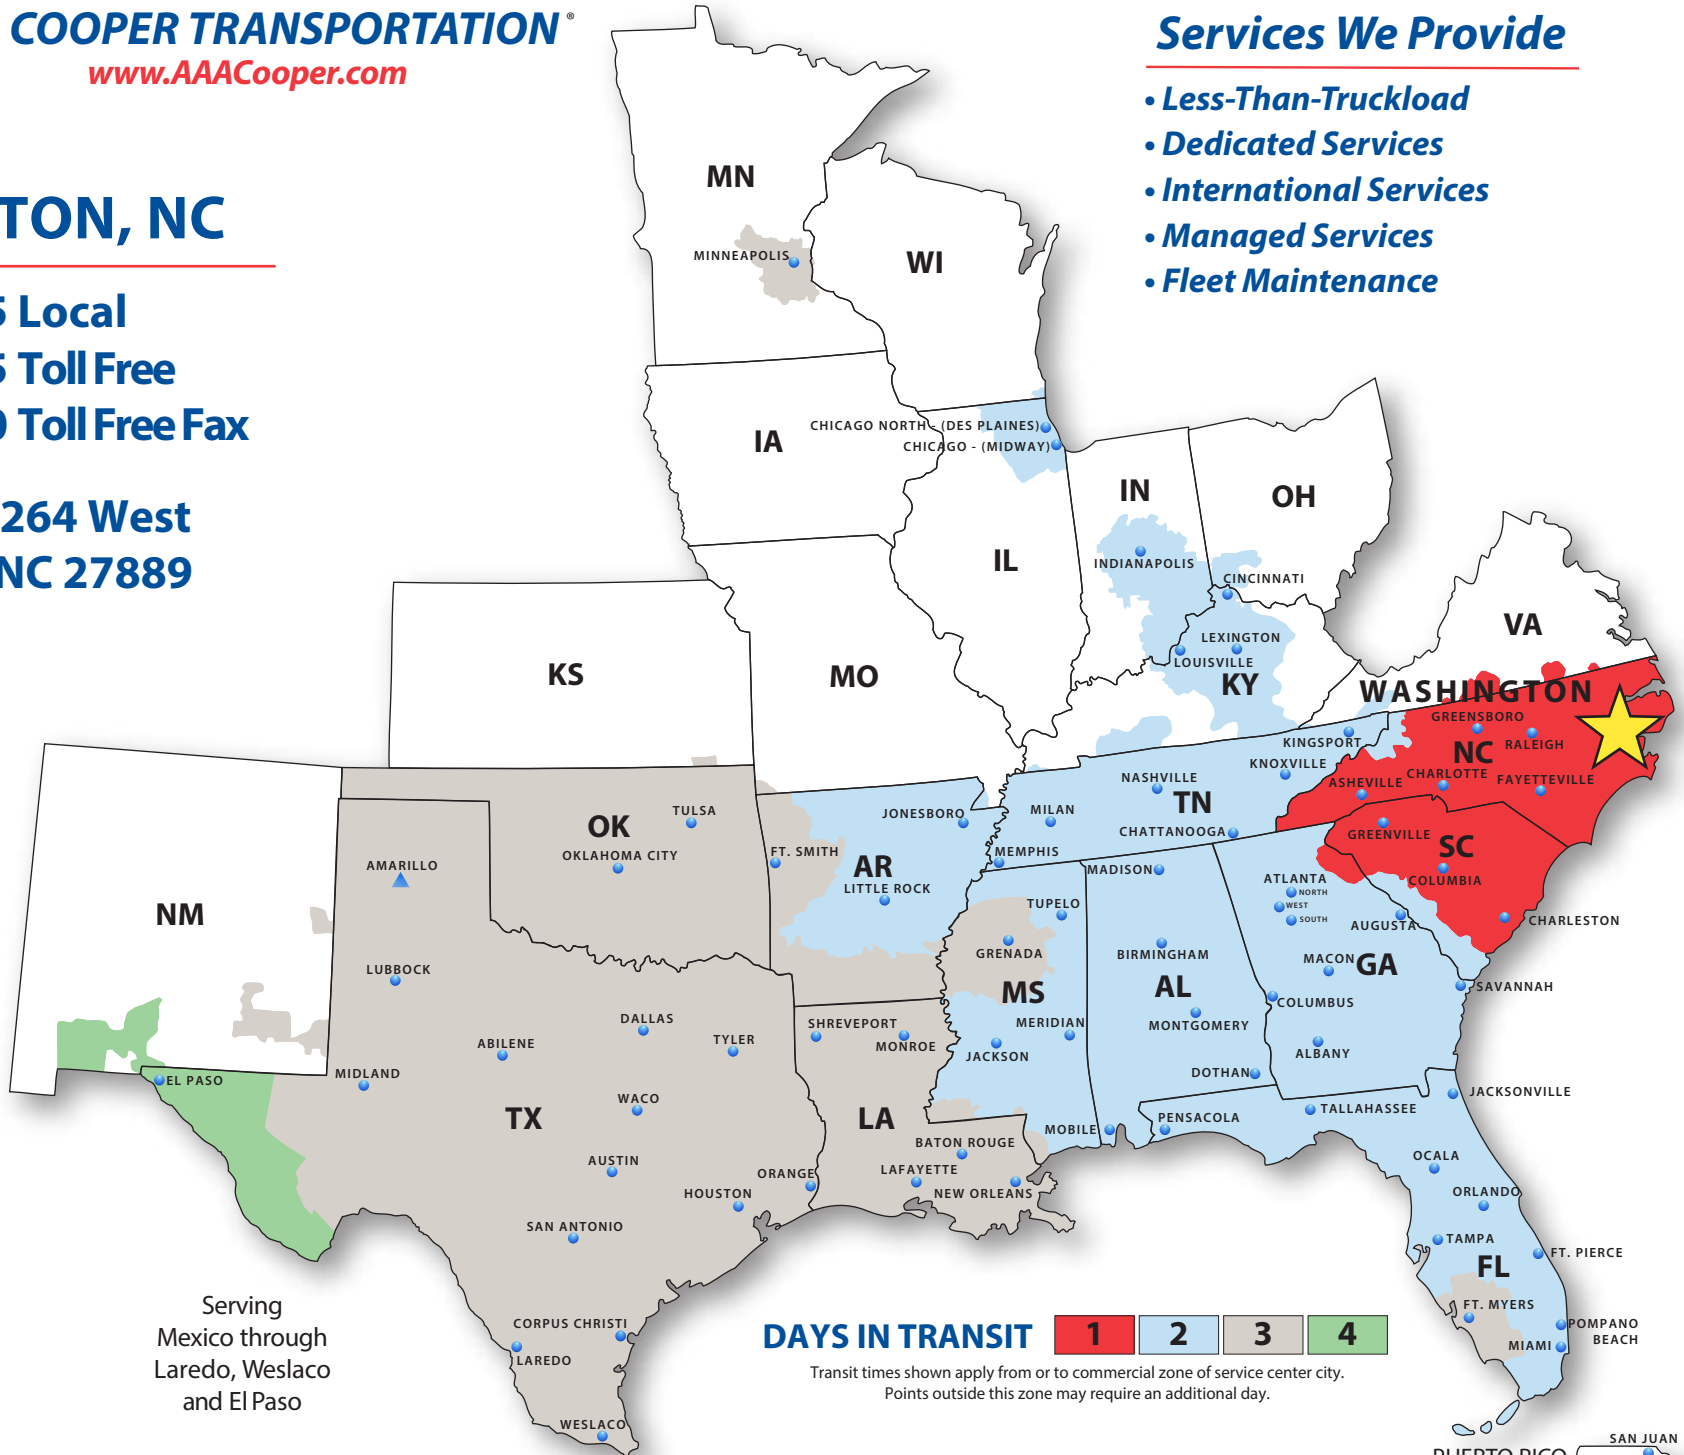 COOPER TRANSPORTATION®
www.AAACooper.com
TON, NC
5 Local
5 Toll Free
0 Toll Free Fax
264 West
NC 27889
Services We Provide
• Less-Than-Truckload
• Dedicated Services
• International Services
• Managed Services
• Fleet Maintenance
MN
MINNEAPOLIS
WI
IA
CHICAGO NORTH - (DES PLAINES)
CHICAGO - (MIDWAY)
IN
OH
IL
INDIANAPOLIS
CINCINNATI
VA
LEXINGTON
LOUISVILLE
KY
KS
MO
WASHINGTON
GREENSBORO
NC
RALEIGH
KINGSPORT
KNOXVILLE
ASHEVILLE
CHARLOTTE
FAYETTEVILLE
NASHVILLE
TN
MILAN
CHATTANOOGA
MEMPHIS
GREENVILLE
SC
COLUMBIA
CHARLESTON
TULSA
OK
OKLAHOMA CITY
JONESBORO
FT. SMITH
AR
LITTLE ROCK
AMARILLO
NM
LUBBOCK
MADISON
TUPELO
GRENADA
BIRMINGHAM
MS
AL
MERIDIAN
JACKSON
MONTGOMERY
DOTHAN
MOBILE
ATLANTA
NORTH
WEST
SOUTH
AUGUSTA
MACON
GA
COLUMBUS
SAVANNAH
ALBANY
DALLAS
TYLER
ABILENE
MIDLAND
EL PASO
WACO
TX
AUSTIN
ORANGE
HOUSTON
SAN ANTONIO
CORPUS CHRISTI
LAREDO
WESLACO
SHREVEPORT
MONROE
LA
BATON ROUGE
LAFAYETTE
NEW ORLEANS
PENSACOLA
TALLAHASSEE
JACKSONVILLE
OCALA
ORLANDO
TAMPA
FT. PIERCE
FL
FT. MYERS
POMPANO
BEACH
MIAMI
Serving
Mexico through
Laredo, Weslaco
and El Paso
DAYS IN TRANSIT 1 2 3 4
Transit times shown apply from or to commercial zone of service center city.
Points outside this zone may require an additional day.
SAN JUAN
PUERTO RICO